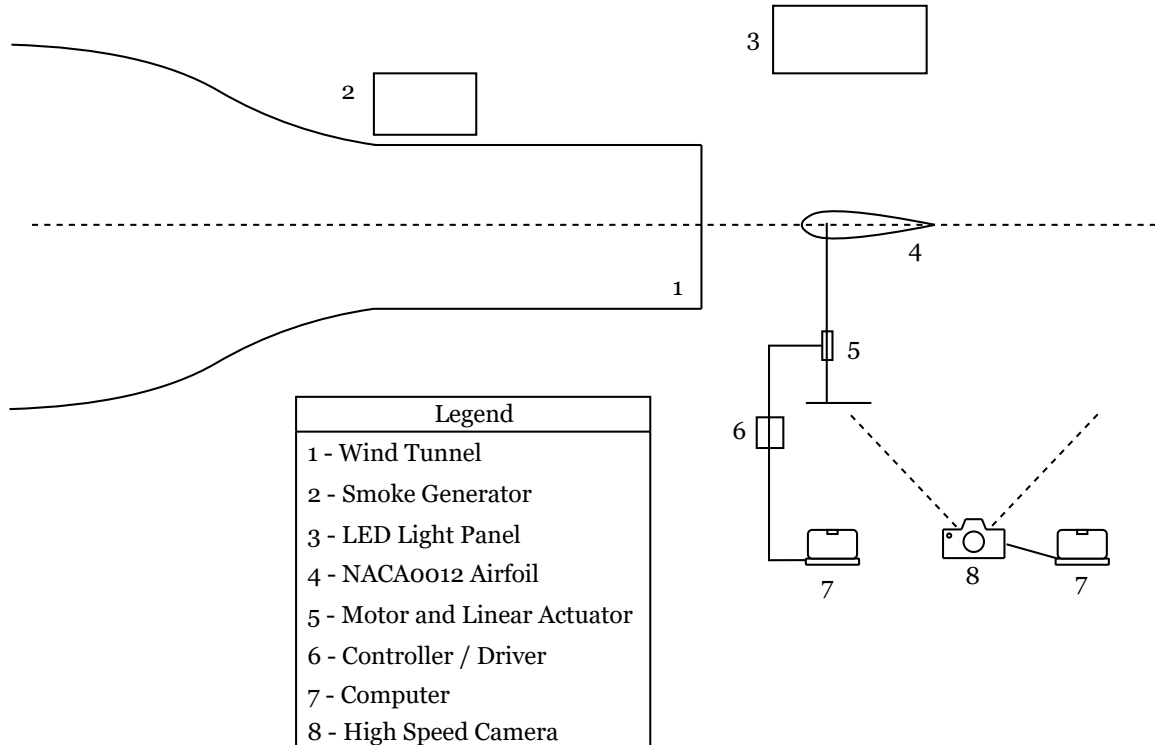 3
2
4
1
5
Legend
6
1 - Wind Tunnel
2 - Smoke Generator
3 - LED Light Panel
4 - NACA0012 Airfoil
7
8
7
5 - Motor and Linear Actuator
6 - Controller / Driver
7 - Computer
8 - High Speed Camera